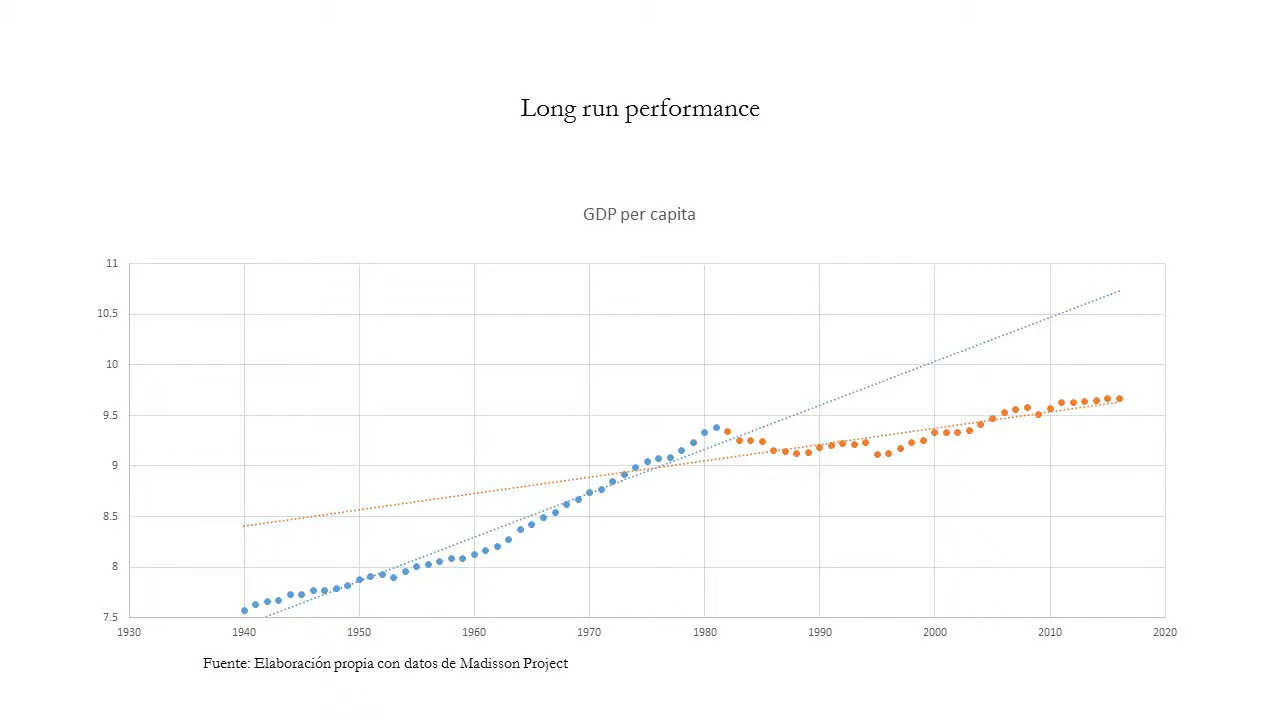 Long run performance
GDP per capita
11
10.5
10
9.5
9
8.5
8
7.5
1930 1940 1950 1960 1970 1980 1990 2000 2010 2020
Fuente: Elaboración propia con datos de Madisson Project